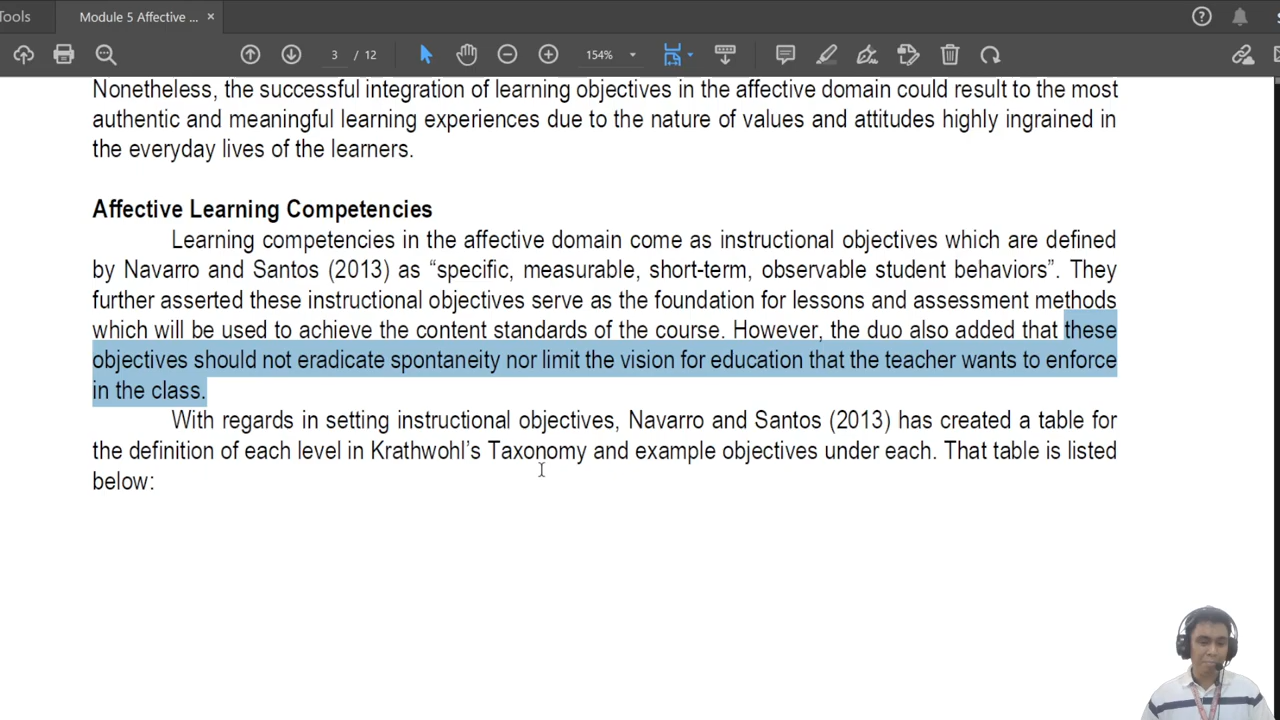 Tools
Module 5 Affective ... ×
3 / 12
154%
Nonetheless, the successful integration of learning objectives in the affective domain could result to the most
authentic and meaningful learning experiences due to the nature of values and attitudes highly ingrained in
the everyday lives of the learners.
Affective Learning Competencies
Learning competencies in the affective domain come as instructional objectives which are defined
by Navarro and Santos (2013) as “specific, measurable, short-term, observable student behaviors”. They
further asserted these instructional objectives serve as the foundation for lessons and assessment methods
which will be used to achieve the content standards of the course. However, the duo also added that these
objectives should not eradicate spontaneity nor limit the vision for education that the teacher wants to enforce
in the class.
With regards in setting instructional objectives, Navarro and Santos (2013) has created a table for
the definition of each level in Krathwohl’s Taxonomy and example objectives under each. That table is listed
below: